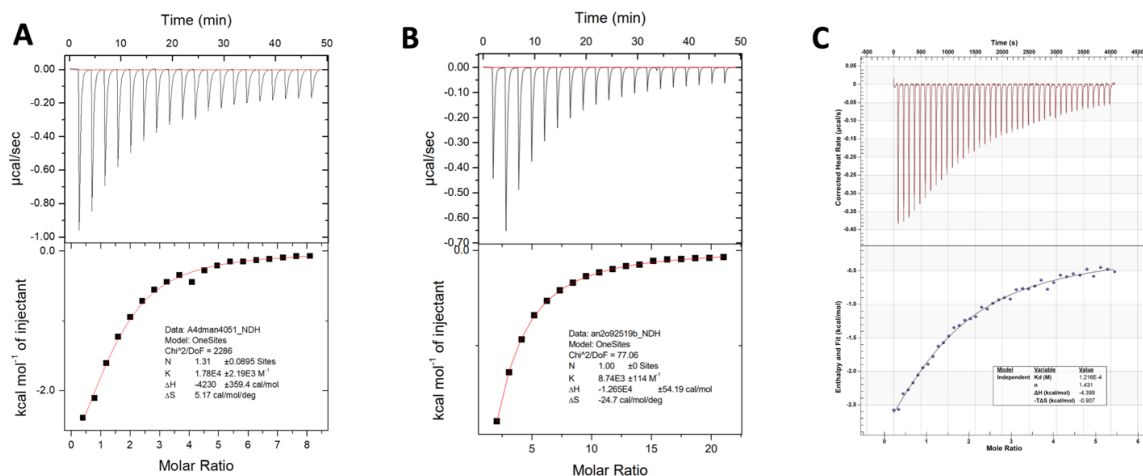 A
Time (min)
0 10 20 30 40 50
0.00
-0.20
-0.40
-0.60
-0.80
-1.00
µcal/sec
0.0
-2.0
kcal mol⁻¹ of injectant
Data: A4dman4051_NDH
Model: OneSites
Chi^2/DoF = 2286
N 1.31 ±0.0895 Sites
K 1.78E4 ±2.19E3 M⁻¹
ΔH -4230 ±359.4 cal/mol
ΔS 5.17 cal/mol/deg
0 1 2 3 4 5 6 7 8
Molar Ratio
B
Time (min)
0 10 20 30 40 50
0.00
-0.10
-0.20
-0.30
-0.40
-0.50
-0.60
-0.70
µcal/sec
0.0
kcal mol⁻¹ of injectant
Data: an2o92519b_NDH
Model: OneSites
Chi^2/DoF = 77.06
N 1.00 ±0 Sites
K 8.74E3 ±114 M⁻¹
ΔH -1.265E4 ±54.19 cal/mol
ΔS -24.7 cal/mol/deg
5 10 15 20
Molar Ratio
C
Time (s)
-500 0 500 1000 1500 2000 2500 3000 3500 4000 4500
0.05
0.00
-0.05
-0.10
-0.15
-0.20
-0.25
-0.30
-0.35
-0.40
Corrected Heat Rate (µcal/s)
-0.5
-1.0
-1.5
-2.0
-2.5
Enthalpy and Fit (kcal/mol)
Model Variable Value
Independent Kd (M) 1.216E-4
n 1.431
ΔH (kcal/mol) -4.399
-TΔS (kcal/mol) -0.907
0 1 2 3 4 5 6
Mole Ratio